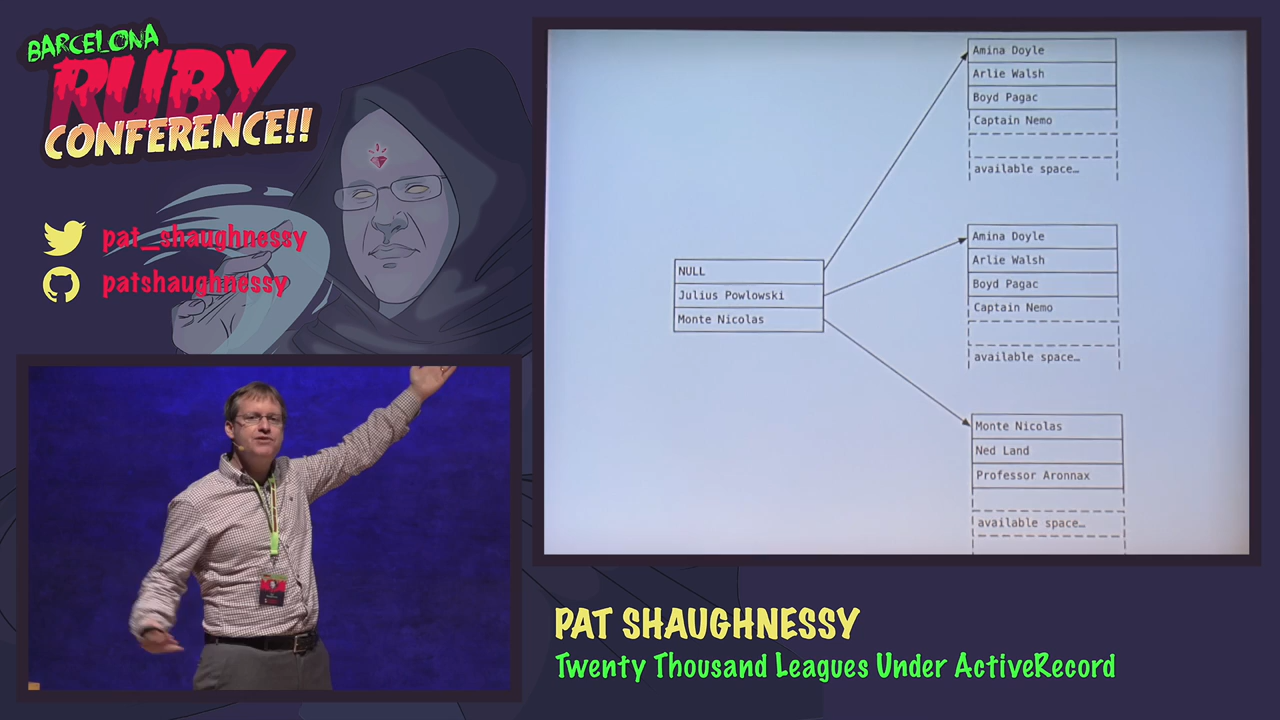 BARCELONA
RUBY
CONFERENCE!!
pat_shaughnessy
patshaughnessy
NULL
Julius Powlowski
Monte Nicolas
Amina Doyle
Arlie Walsh
Boyd Pagac
Captain Nemo
available space…
Amina Doyle
Arlie Walsh
Boyd Pagac
Captain Nemo
available space…
Monte Nicolas
Ned Land
Professor Aronnax
available space…
PAT SHAUGHNESSY
Twenty Thousand Leagues Under ActiveRecord